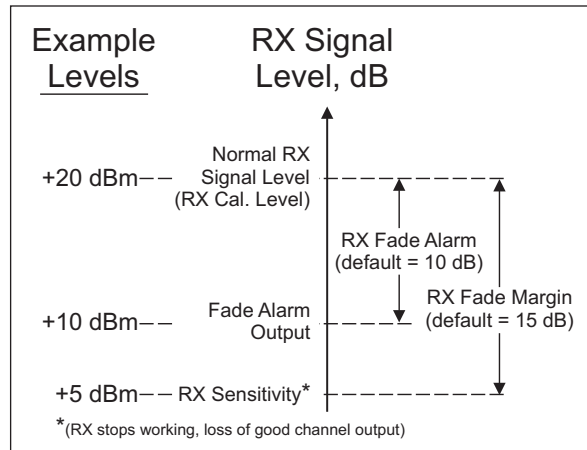 Example
Levels
RX Signal
Level, dB
+20 dBm
Normal RX
Signal Level
(RX Cal. Level)
RX Fade Alarm
(default = 10 dB)
RX Fade Margin
(default = 15 dB)
+10 dBm
Fade Alarm
Output
+5 dBm
RX Sensitivity*
*(RX stops working, loss of good channel output)